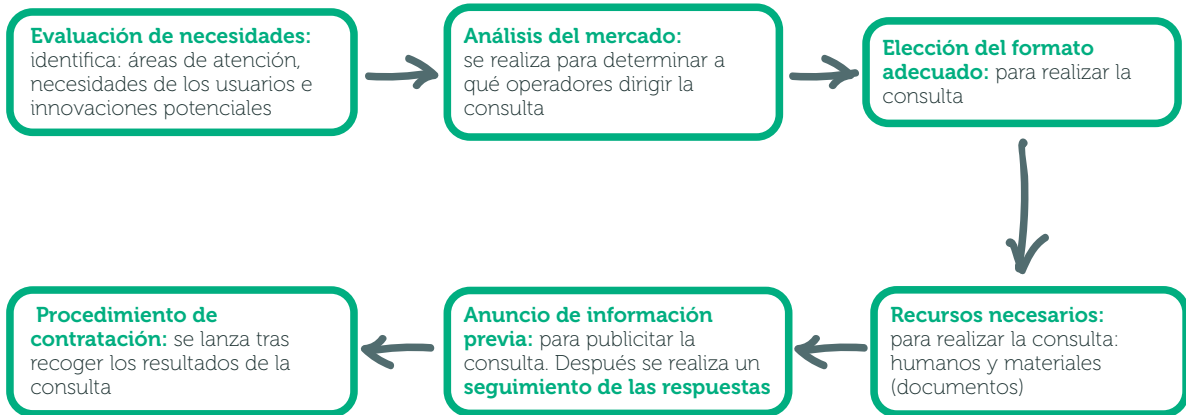 Evaluación de necesidades:
identifica: áreas de atención,
necesidades de los usuarios e
innovaciones potenciales
Análisis del mercado:
se realiza para determinar a
qué operadores dirigir la
consulta
Elección del formato
adecuado: para realizar la
consulta
Recursos necesarios:
para realizar la consulta:
humanos y materiales
(documentos)
Anuncio de información
previa: para publicitar la
consulta. Después se realiza un
seguimiento de las respuestas
Procedimiento de
contratación: se lanza tras
recoger los resultados de la
consulta